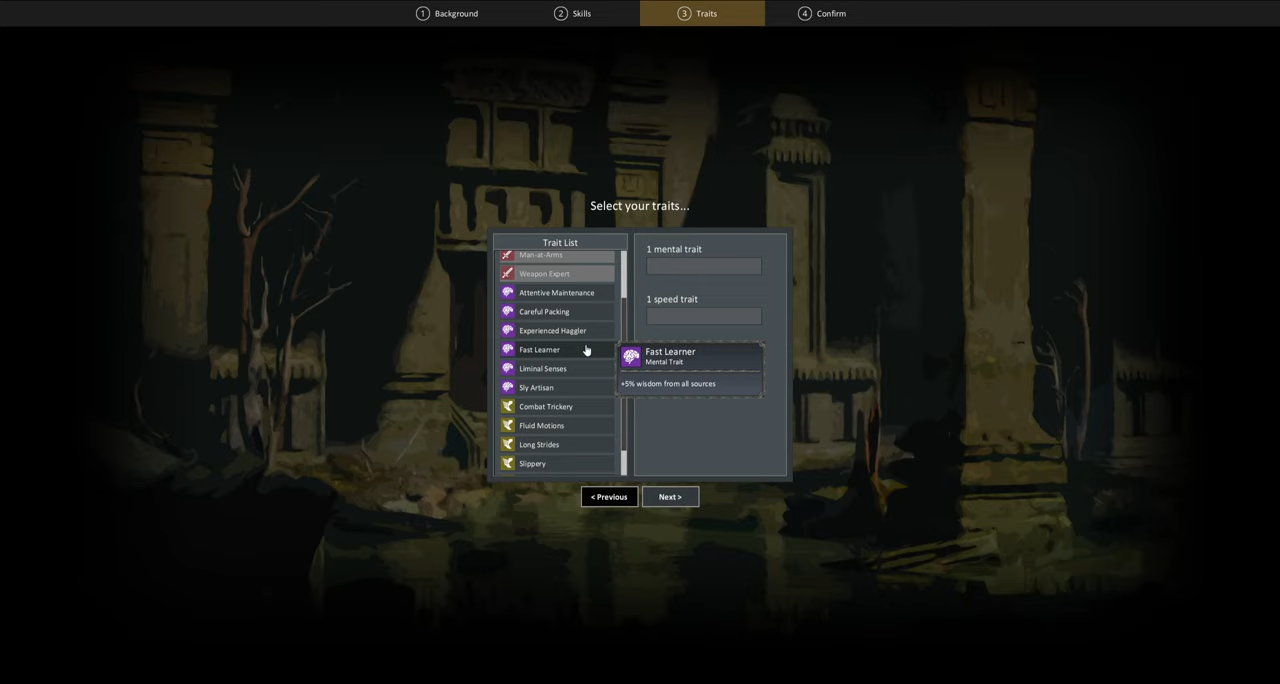 1 Background 2 Skills 3 Traits 4 Confirm
Select your traits...
Trait List
Man-at-Arms
Weapon Expert
Attentive Maintenance
Careful Packing
Experienced Haggler
Fast Learner
Liminal Senses
Sly Artisan
Combat Trickery
Fluid Motions
Long Strides
Slippery
1 mental trait
1 speed trait
Fast Learner
Mental Trait
+5% wisdom from all sources
< Previous Next >